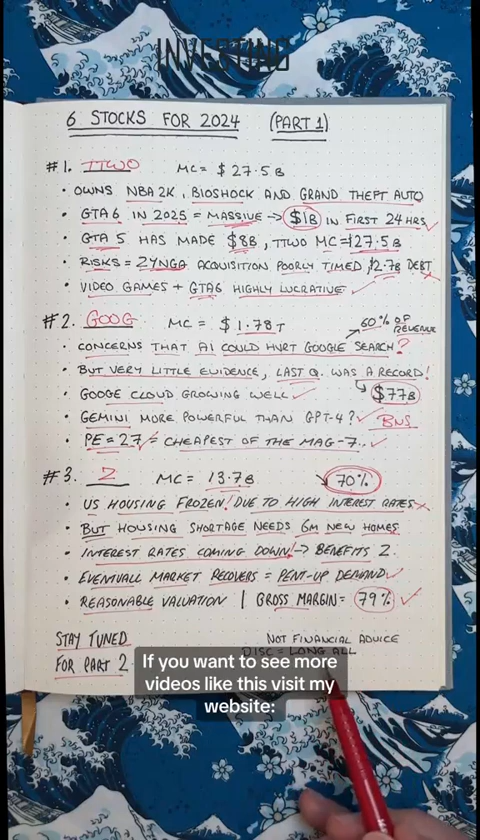 INVESTING
6 STOCKS FOR 2024 (PART 1)
#1. TTWO MC = $27.5B
• OWNS NBA 2K, BIOSHOCK AND GRAND THEFT AUTO
• GTA 6 IN 2025 = MASSIVE → $1B IN FIRST 24 HRS
• GTA 5 HAS MADE $8B, TTWO MC=$27.5B
• RISKS = ZYNGA ACQUISITION POORLY TIMED, $2.7B DEBT
• VIDEO GAMES + GTA6 HIGHLY LUCRATIVE
#2. GOOG MC = $1.78T 60% OF REVENUE
• CONCERNS THAT AI COULD HURT GOOGLE SEARCH?
• BUT VERY LITTLE EVIDENCE, LAST Q. WAS A RECORD!
• GOOGE CLOUD GROWING WELL $77B
• GEMINI MORE POWERFUL THAN GPT-4? BNS
• PE = 27 = CHEAPEST OF THE MAG-7.
#3. Z MC = 13.7B 70%
• US HOUSING FROZEN! DUE TO HIGH INTEREST RATES
• BUT HOUSING SHORTAGE NEEDS 6M NEW HOMES
• INTEREST RATES COMING DOWN! → BENEFITS Z.
• EVENTUALL MARKET RECOVERS = PENT-UP DEMAND
• REASONABLE VALUATION | GROSS MARGIN = 79%
STAY TUNED NOT FINANCIAL ADVICE
FOR PART 2 DISC = LONG ALL
If you want to see more
videos like this visit my
website: